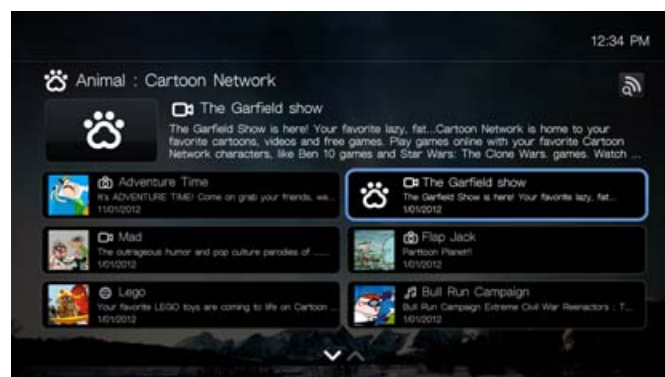 12:34 PM
Animal : Cartoon Network
The Garfield show
The Garfield Show is here! Your favorite lazy, fat...Cartoon Network is home to your
favorite cartoons, videos and free games. Play games online with your favorite Cartoon
Network characters, like Ben 10 games and Star Wars: The Clone Wars. games. Watch ...
Adventure Time
It's ADVENTURE TIME! Come on grab your friends, we...
11/01/2012
The Garfield show
The Garfield Show is here! Your favorite lazy, fat...
1/01/2012
Mad
The outrageous humor and pop culture parodies of ......
1/01/2012
Flap Jack
Parttoon Planet!!
1/01/2012
Lego
Your favorite LEGO toys are coming to life on Cartoon ...
1/01/2012
Bull Run Campaign
Bull Run Campaign Extreme Civil War Reenactors : T...
1/01/2012